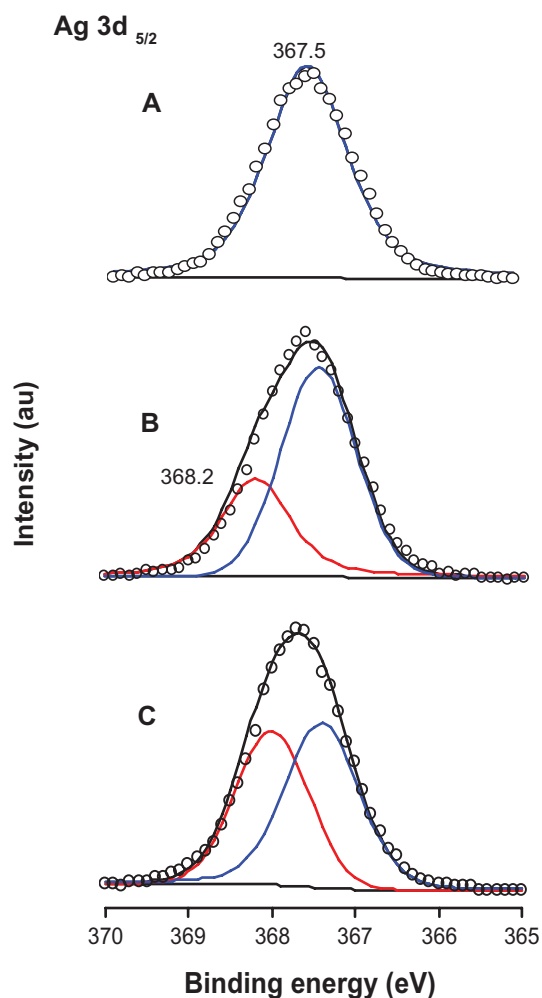 Ag 3d 5/2
367.5
A
B
368.2
C
Intensity (au)
370 369 368 367 366 365
Binding energy (eV)